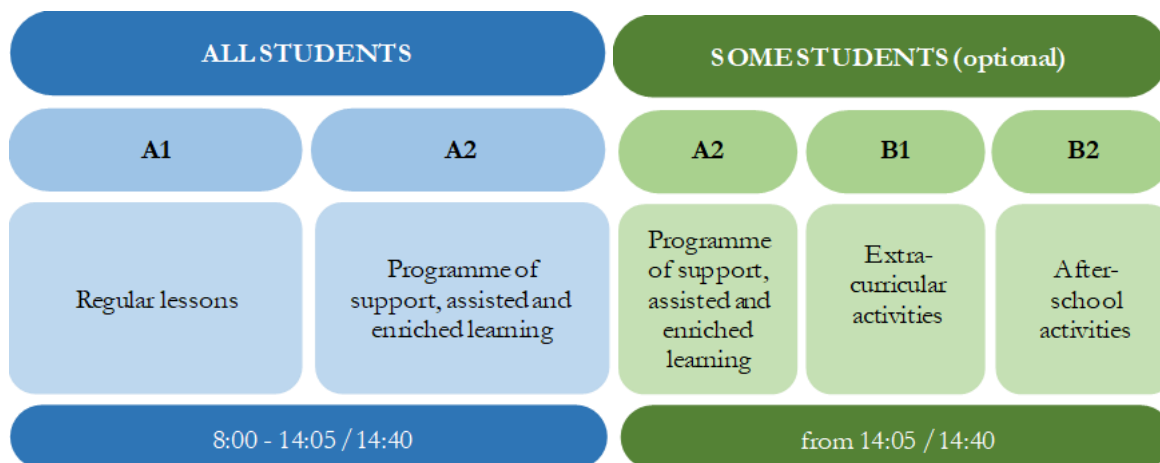 ALL STUDENTS
SOME STUDENTS (optional)
A1
A2
A2
B1
B2
Regular lessons
Programme of
support, assisted and
enriched learning
Programme
of support,
assisted and
enriched
learning
Extra-
curricular
activities
After-
school
activities
8:00 - 14:05 / 14:40
from 14:05 / 14:40